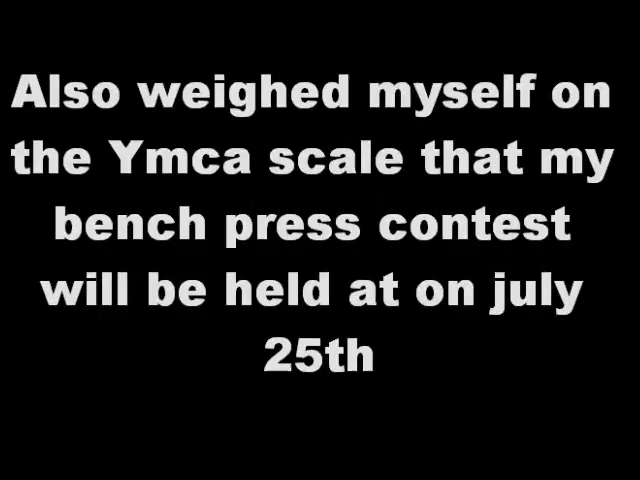 Also weighed myself on
the Ymca scale that my
bench press contest
will be held at on july
25th